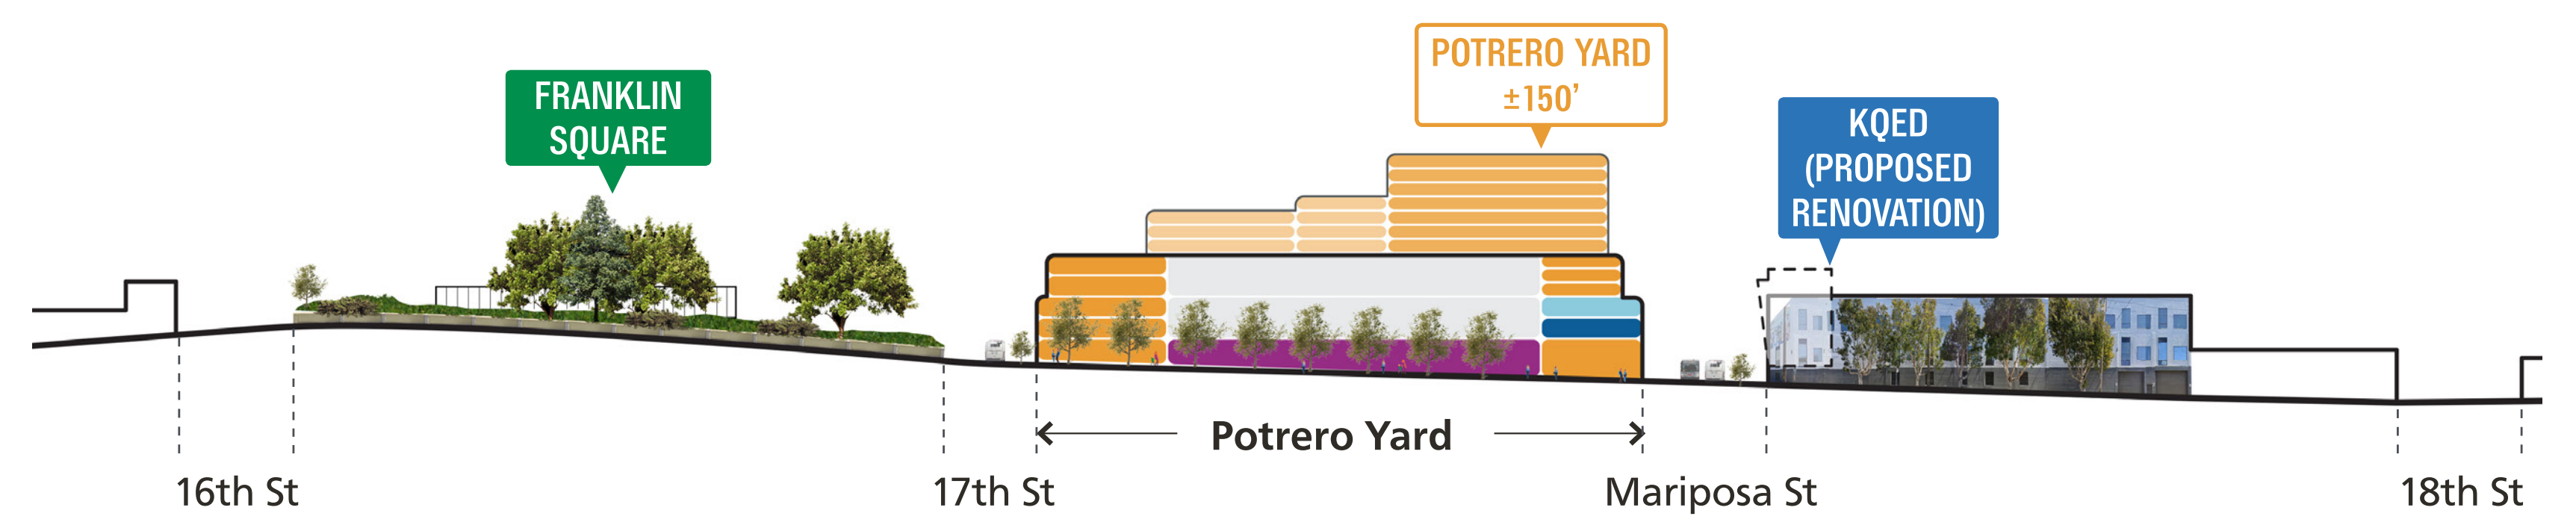 FRANKLIN
SQUARE
POTRERO YARD
±150’
KQED
(PROPOSED
RENOVATION)
Potrero Yard
16th St
17th St
Mariposa St
18th St